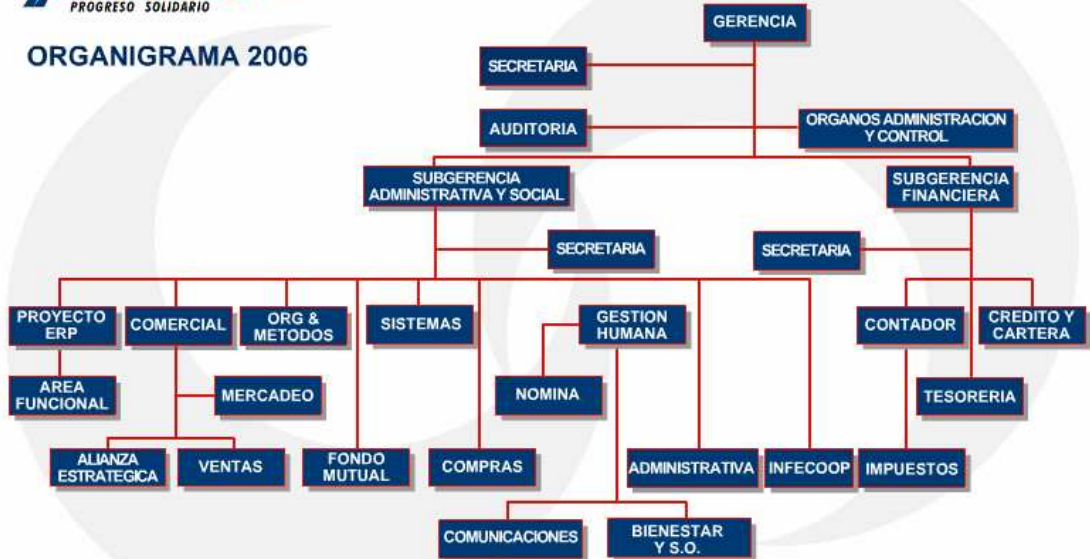 PROGRESO SOLIDARIO
ORGANIGRAMA 2006
GERENCIA
SECRETARIA
AUDITORIA
ORGANOS ADMINISTRACION
Y CONTROL
SUBGERENCIA
ADMINISTRATIVA Y SOCIAL
SUBGERENCIA
FINANCIERA
SECRETARIA
SECRETARIA
PROYECTO
ERP
COMERCIAL
ORG &
METODOS
SISTEMAS
GESTION
HUMANA
CONTADOR
CREDITO Y
CARTERA
AREA
FUNCIONAL
MERCADEO
NOMINA
TESORERIA
ALIANZA
ESTRATEGICA
VENTAS
FONDO
MUTUAL
COMPRAS
ADMINISTRATIVA
INFECOOP
IMPUESTOS
COMUNICACIONES
BIENESTAR
Y S.O.